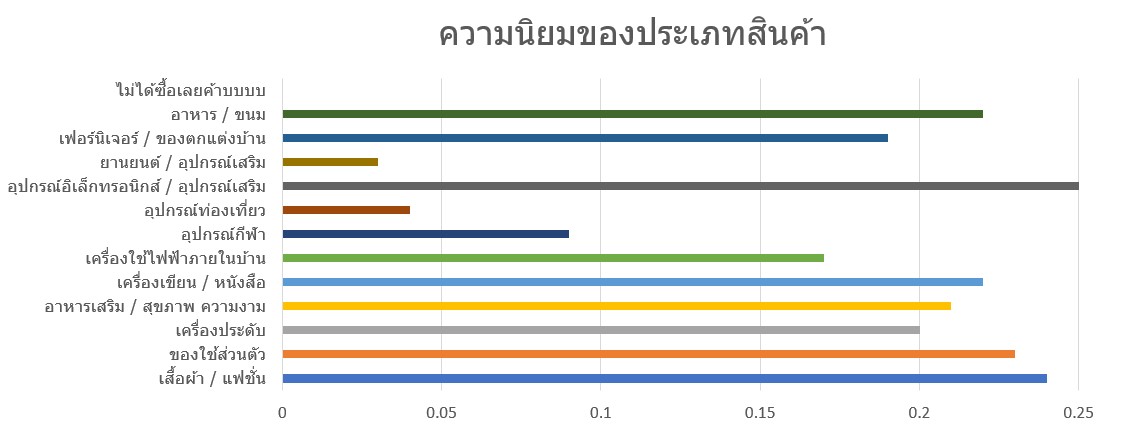 ความนิยมของประเภทสินค้า
ไม่ได้ซื้อเลยค้าบบบบ
อาหาร / ขนม
เฟอร์นิเจอร์ / ของตกแต่งบ้าน
ยานยนต์ / อุปกรณ์เสริม
อุปกรณ์อิเล็กทรอนิกส์ / อุปกรณ์เสริม
อุปกรณ์ท่องเที่ยว
อุปกรณ์กีฬา
เครื่องใช้ไฟฟ้าภายในบ้าน
เครื่องเขียน / หนังสือ
อาหารเสริม / สุขภาพ ความงาม
เครื่องประดับ
ของใช้ส่วนตัว
เสื้อผ้า / แฟชั่น
0 0.05 0.1 0.15 0.2 0.25